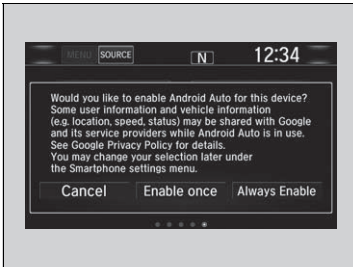 MENU SOURCE N 12:34
Would you like to enable Android Auto for this device?
Some user information and vehicle information
(e.g. location, speed, status) may be shared with Google
and its service providers while Android Auto is in use.
See Google Privacy Policy for details.
You may change your selection later under
the Smartphone settings menu.
Cancel Enable once Always Enable